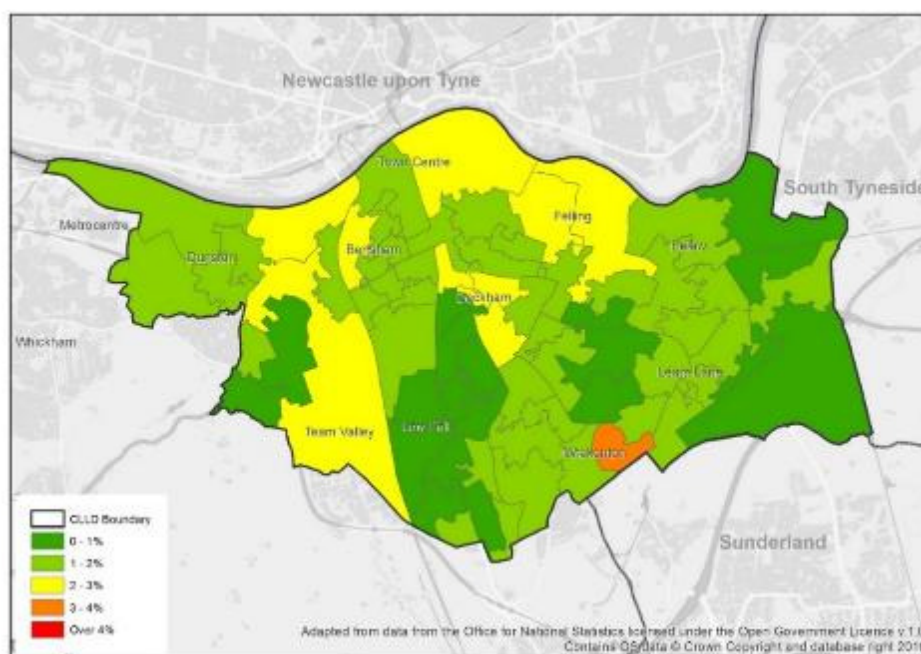 Newcastle upon Tyne
Town Centre
South Tyneside
Metrocentre
Felling
Pelaw
Dunston
Bensham
Deckham
Whickham
Leam Lane
Team Valley
Low Fell
Wrekenton
CLLD Boundary
0 - 1%
1 - 2%
2 - 3%
3 - 4%
Over 4%
Sunderland
Adapted from data from the Office for National Statistics licensed under the Open Government Licence v.1.0
Contains OS data © Crown Copyright and database right 201